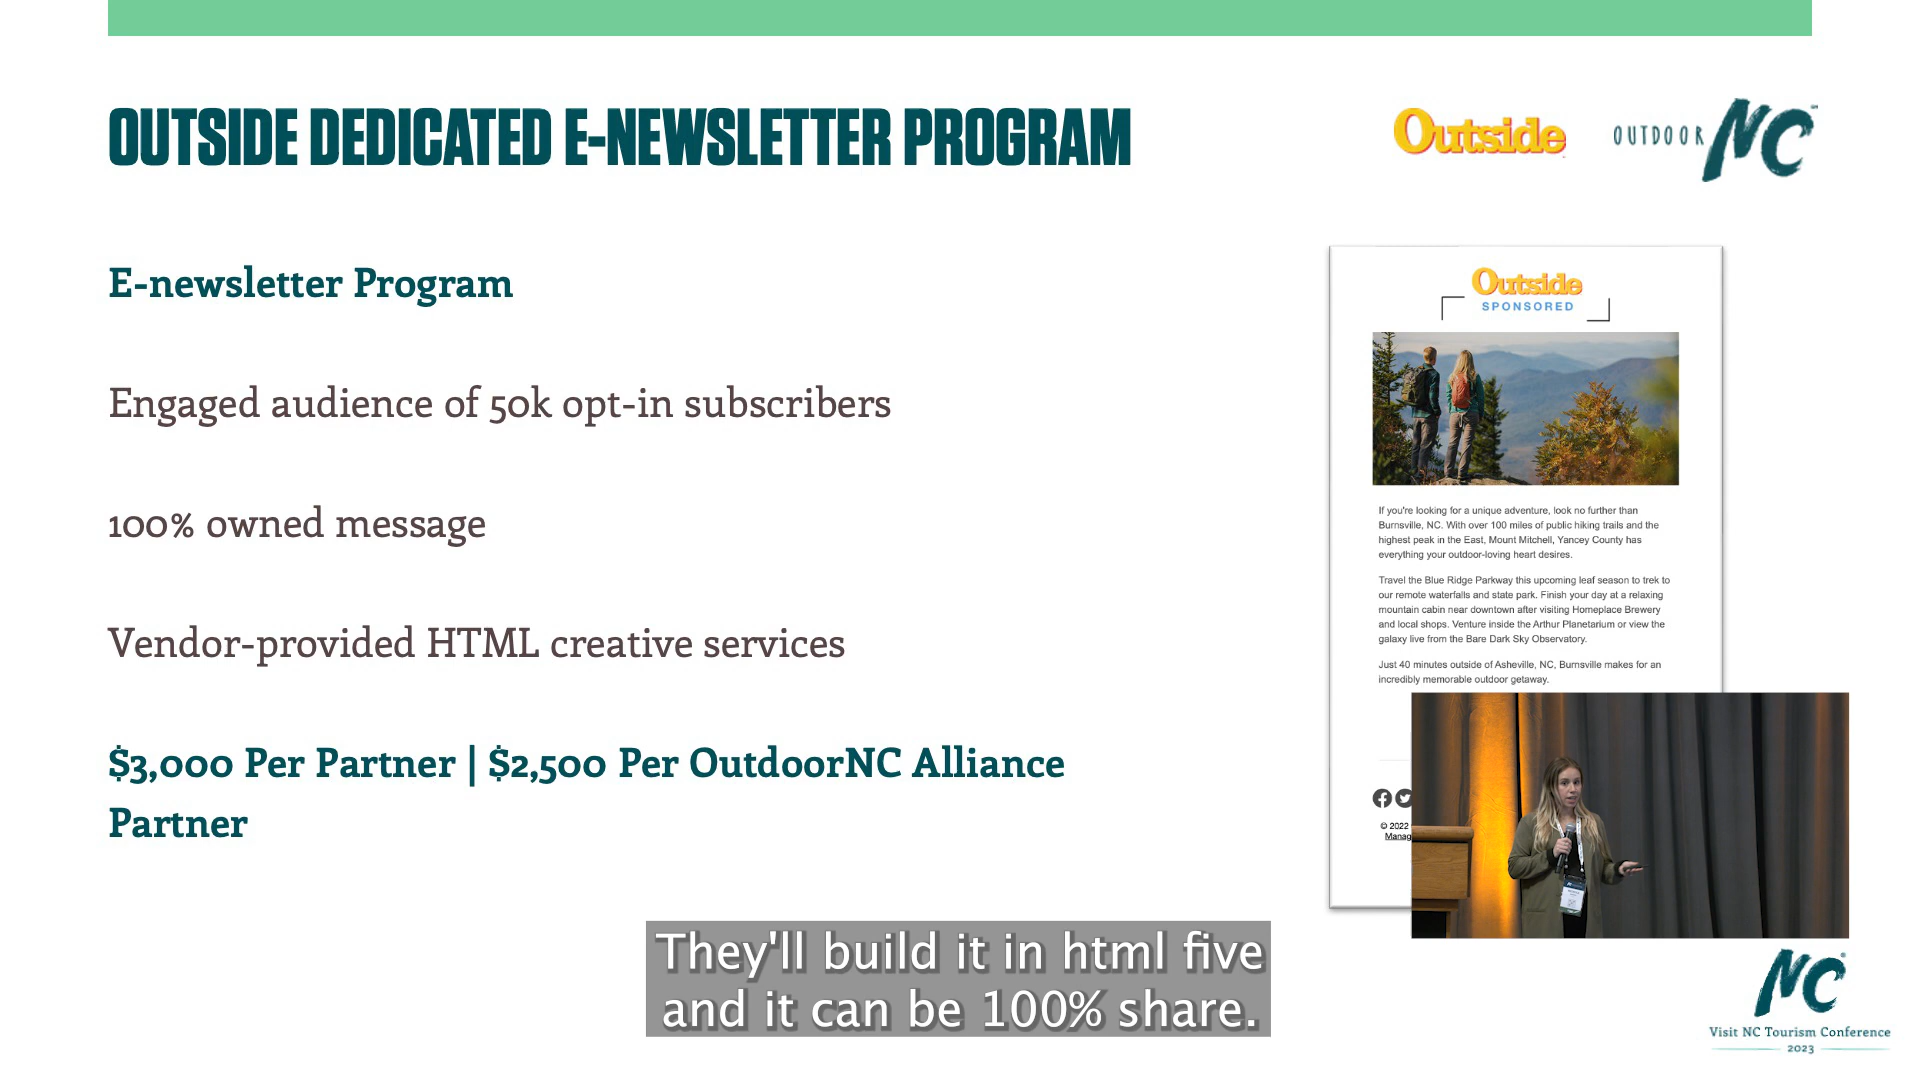 OUTSIDE DEDICATED E-NEWSLETTER PROGRAM
Outside
OUTDOOR NC
E-newsletter Program
Engaged audience of 50k opt-in subscribers
100% owned message
Vendor-provided HTML creative services
$3,000 Per Partner | $2,500 Per OutdoorNC Alliance
Partner
Outside
SPONSORED
If you're looking for a unique adventure, look no further than
Burnsville, NC. With over 100 miles of public hiking trails and the
highest peak in the East, Mount Mitchell, Yancey County has
everything your outdoor-loving heart desires.
Travel the Blue Ridge Parkway this upcoming leaf season to trek to
our remote waterfalls and state park. Finish your day at a relaxing
mountain cabin near downtown after visiting Homeplace Brewery
and local shops. Venture inside the Arthur Planetarium or view the
galaxy live from the Bare Dark Sky Observatory.
Just 40 minutes outside of Asheville, NC, Burnsville makes for an
incredibly memorable outdoor getaway.
© 2022
Manag
They'll build it in html five
and it can be 100% share.
NC
Visit NC Tourism Conference
2023